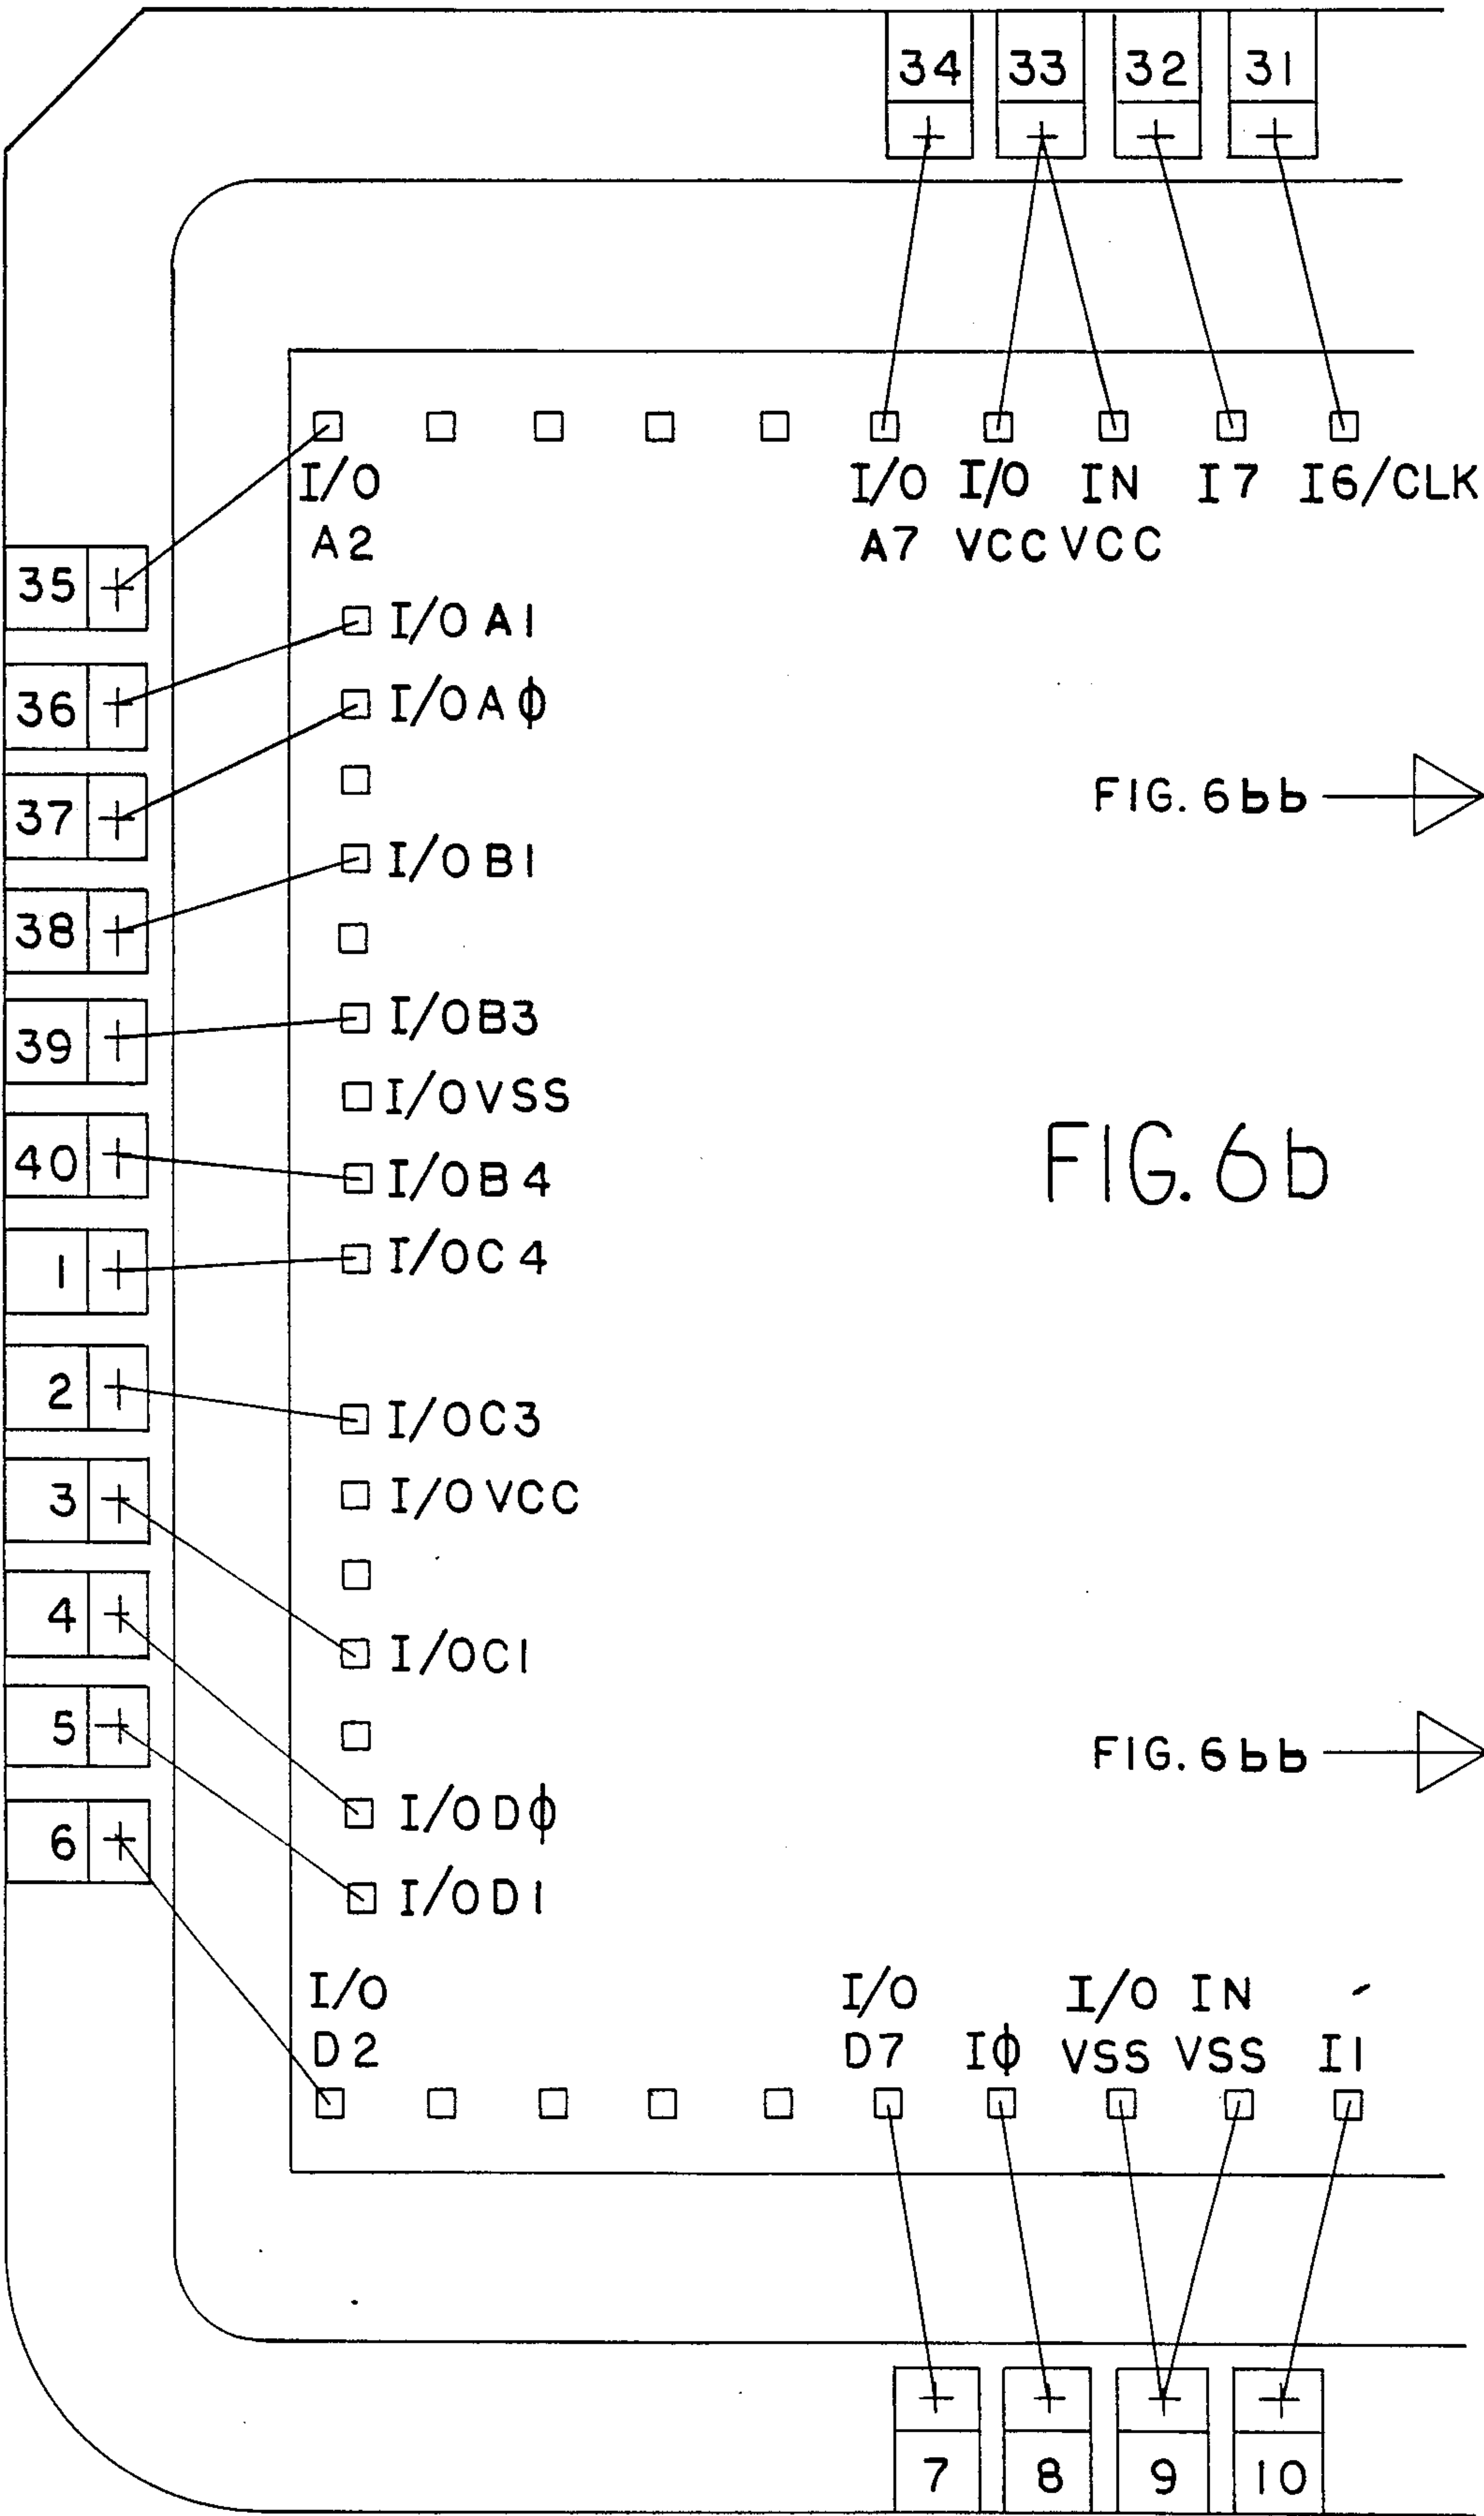 34 33 32 31
I/O I/O I/O IN I7 I6/CLK
A2 A7 VCC VCC
35
I/O A1
36
I/O Aϕ
37
FIG. 6bb
I/O B1
38
I/O B3
39
I/O VSS
40
I/O B4
FIG. 6b
1
I/O C4
2
I/O C3
3
I/O VCC
4
I/O C1
5
FIG. 6bb
I/O Dϕ
6
I/O D1
I/O I/O I/O IN
D2 D7 Iϕ VSS VSS I1
7 8 9 10